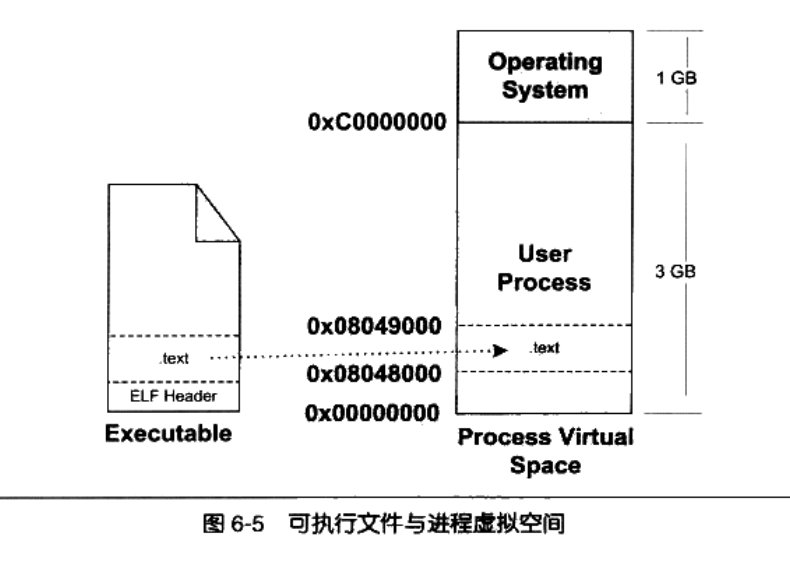 Operating
System
1 GB
0xC0000000
User
Process
3 GB
0x08049000
.text
.text
0x08048000
ELF Header
0x00000000
Executable
Process Virtual
Space
图 6-5 可执行文件与进程虚拟空间